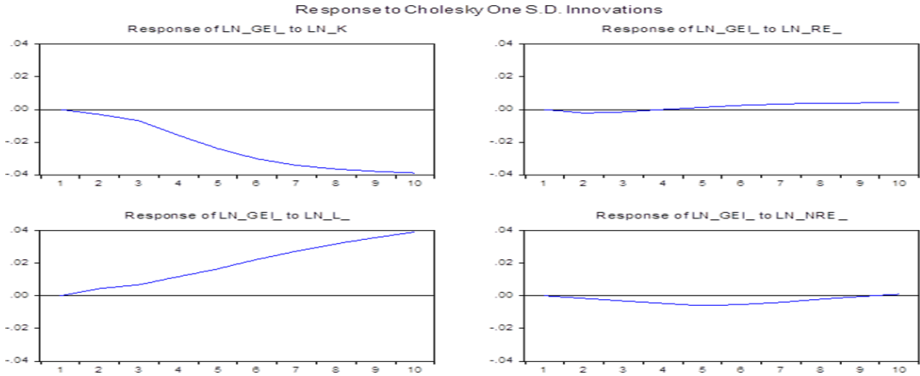 Response to Cholesky One S.D. Innovations
Response of LN_GEI_ to LN_K
Response of LN_GEI_ to LN_RE_
.04
.02
.00
-.02
-.04
1 2 3 4 5 6 7 8 9 10
.04
.02
.00
-.02
-.04
1 2 3 4 5 6 7 8 9 10
Response of LN_GEI_ to LN_L_
Response of LN_GEI_ to LN_NRE_
.04
.02
.00
-.02
-.04
1 2 3 4 5 6 7 8 9 10
.04
.02
.00
-.02
-.04
1 2 3 4 5 6 7 8 9 10